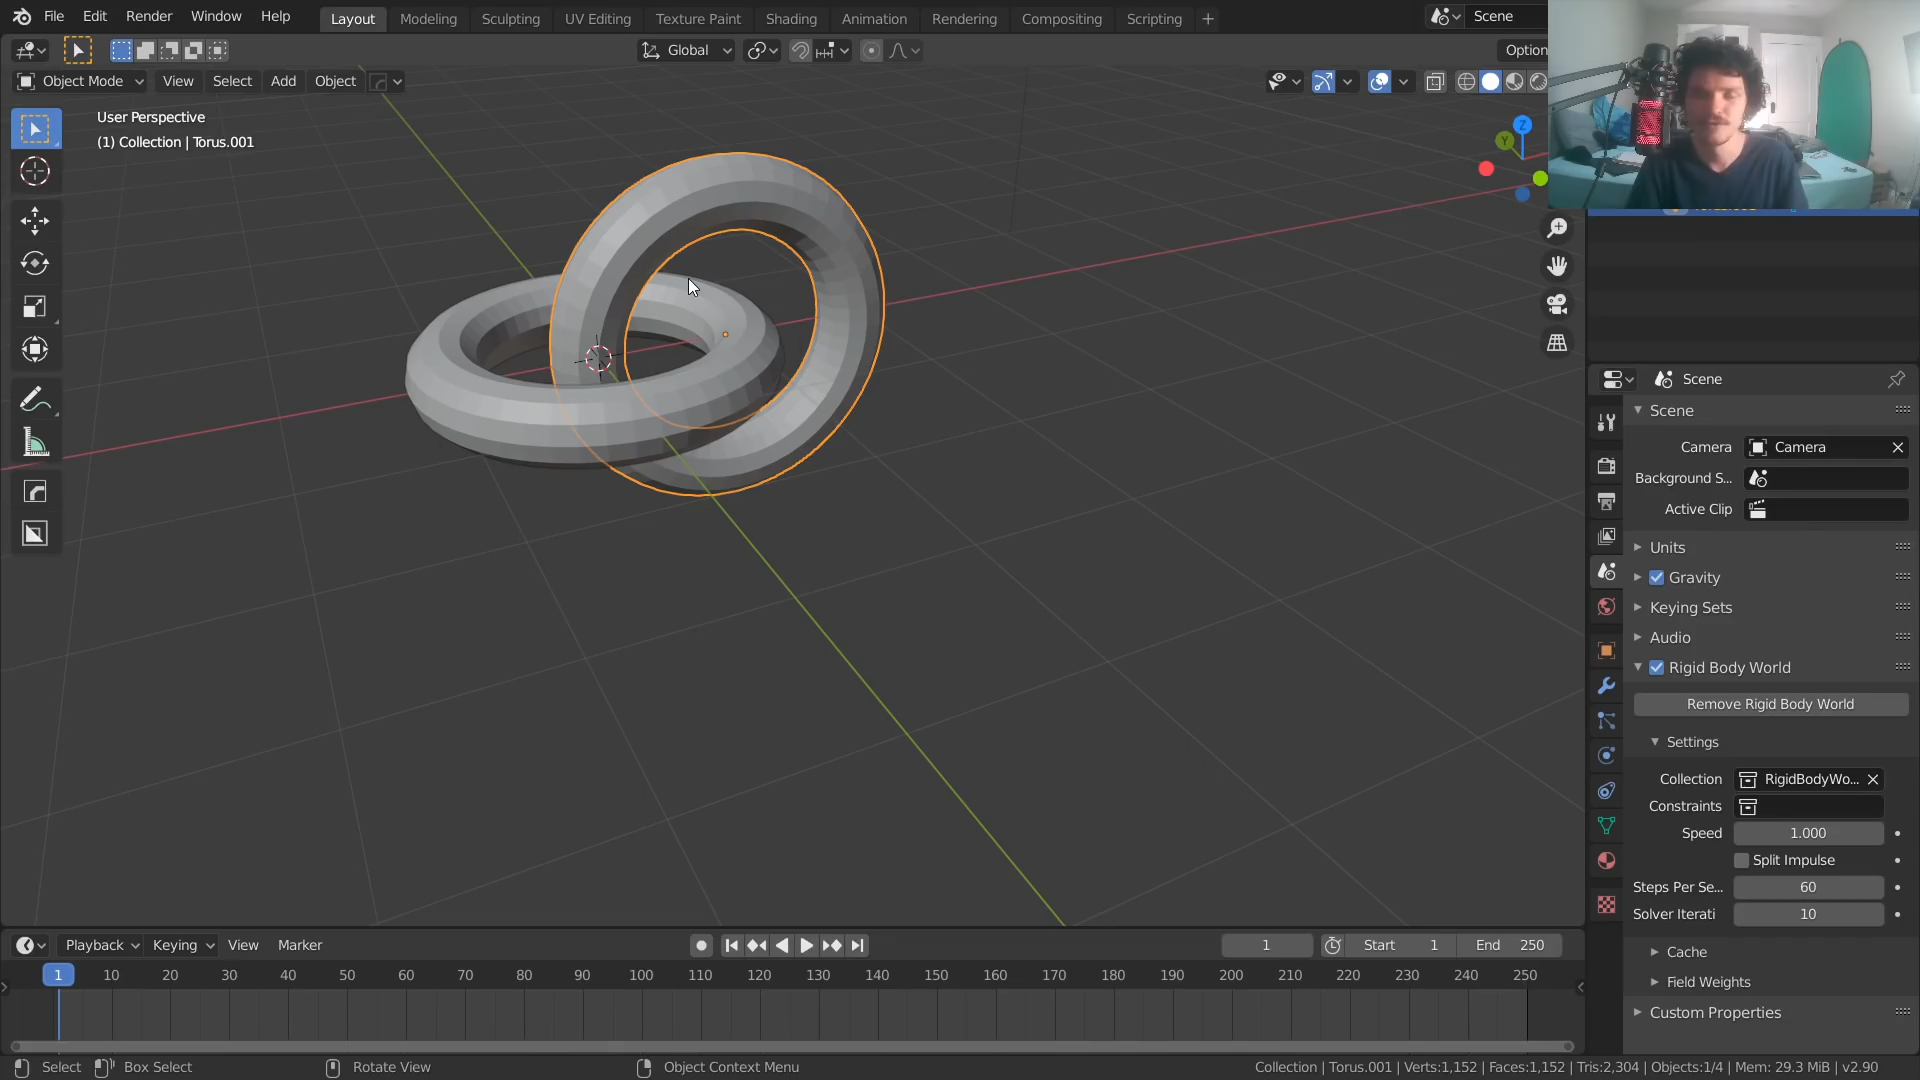 File Edit Render Window Help Layout Modeling Sculpting UV Editing Texture Paint Shading Animation Rendering Compositing Scripting + Scene
Global Option
Object Mode View Select Add Object
User Perspective
(1) Collection | Torus.001
Z
Y
Scene
Scene
Camera Camera
Background S...
Active Clip
Units
Gravity
Keying Sets
Audio
Rigid Body World
Remove Rigid Body World
Settings
Collection RigidBodyWo...
Constraints
Speed 1.000
Split Impulse
Steps Per Se... 60
Solver Iterati 10
Cache
Field Weights
Custom Properties
Playback Keying View Marker 1 Start 1 End 250
1 10 20 30 40 50 60 70 80 90 100 110 120 130 140 150 160 170 180 190 200 210 220 230 240 250
Select Box Select Rotate View Object Context Menu Collection | Torus.001 | Verts:1,152 | Faces:1,152 | Tris:2,304 | Objects:1/4 | Mem: 29.3 MiB | v2.90